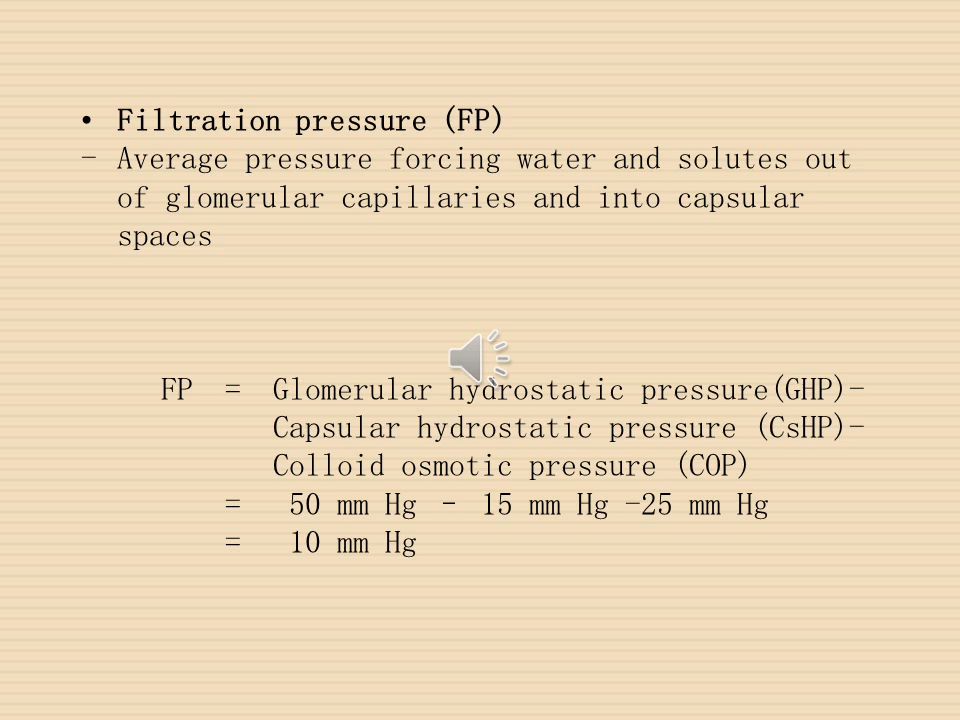 • Filtration pressure (FP)
- Average pressure forcing water and solutes out
of glomerular capillaries and into capsular
spaces
FP = Glomerular hydrostatic pressure(GHP)-
Capsular hydrostatic pressure (CsHP)-
Colloid osmotic pressure (COP)
= 50 mm Hg – 15 mm Hg -25 mm Hg
= 10 mm Hg